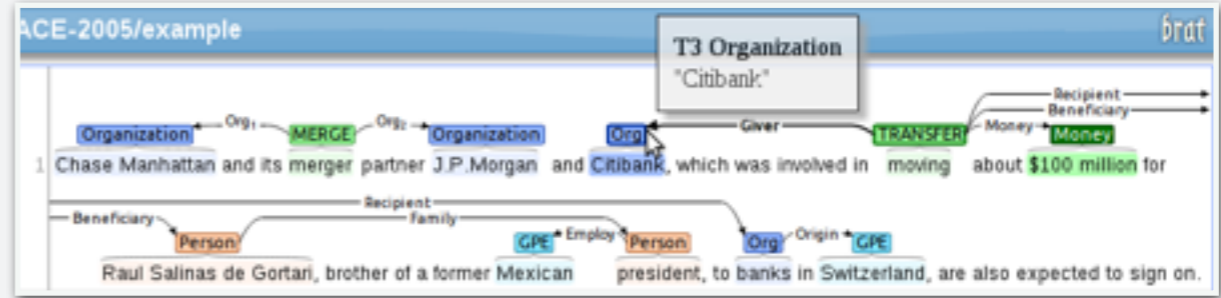 ACE-2005/example
brat
T3 Organization
"Citibank"
Recipient
Beneficiary
Organization Org₁ MERGE Org₂ Organization Org Giver TRANSFER Money Money
1 Chase Manhattan and its merger partner J.P.Morgan and Citibank, which was involved in moving about $100 million for
Recipient
Beneficiary Family
Person GPE Employ Person Org Origin GPE
Raul Salinas de Gortari, brother of a former Mexican president, to banks in Switzerland, are also expected to sign on.